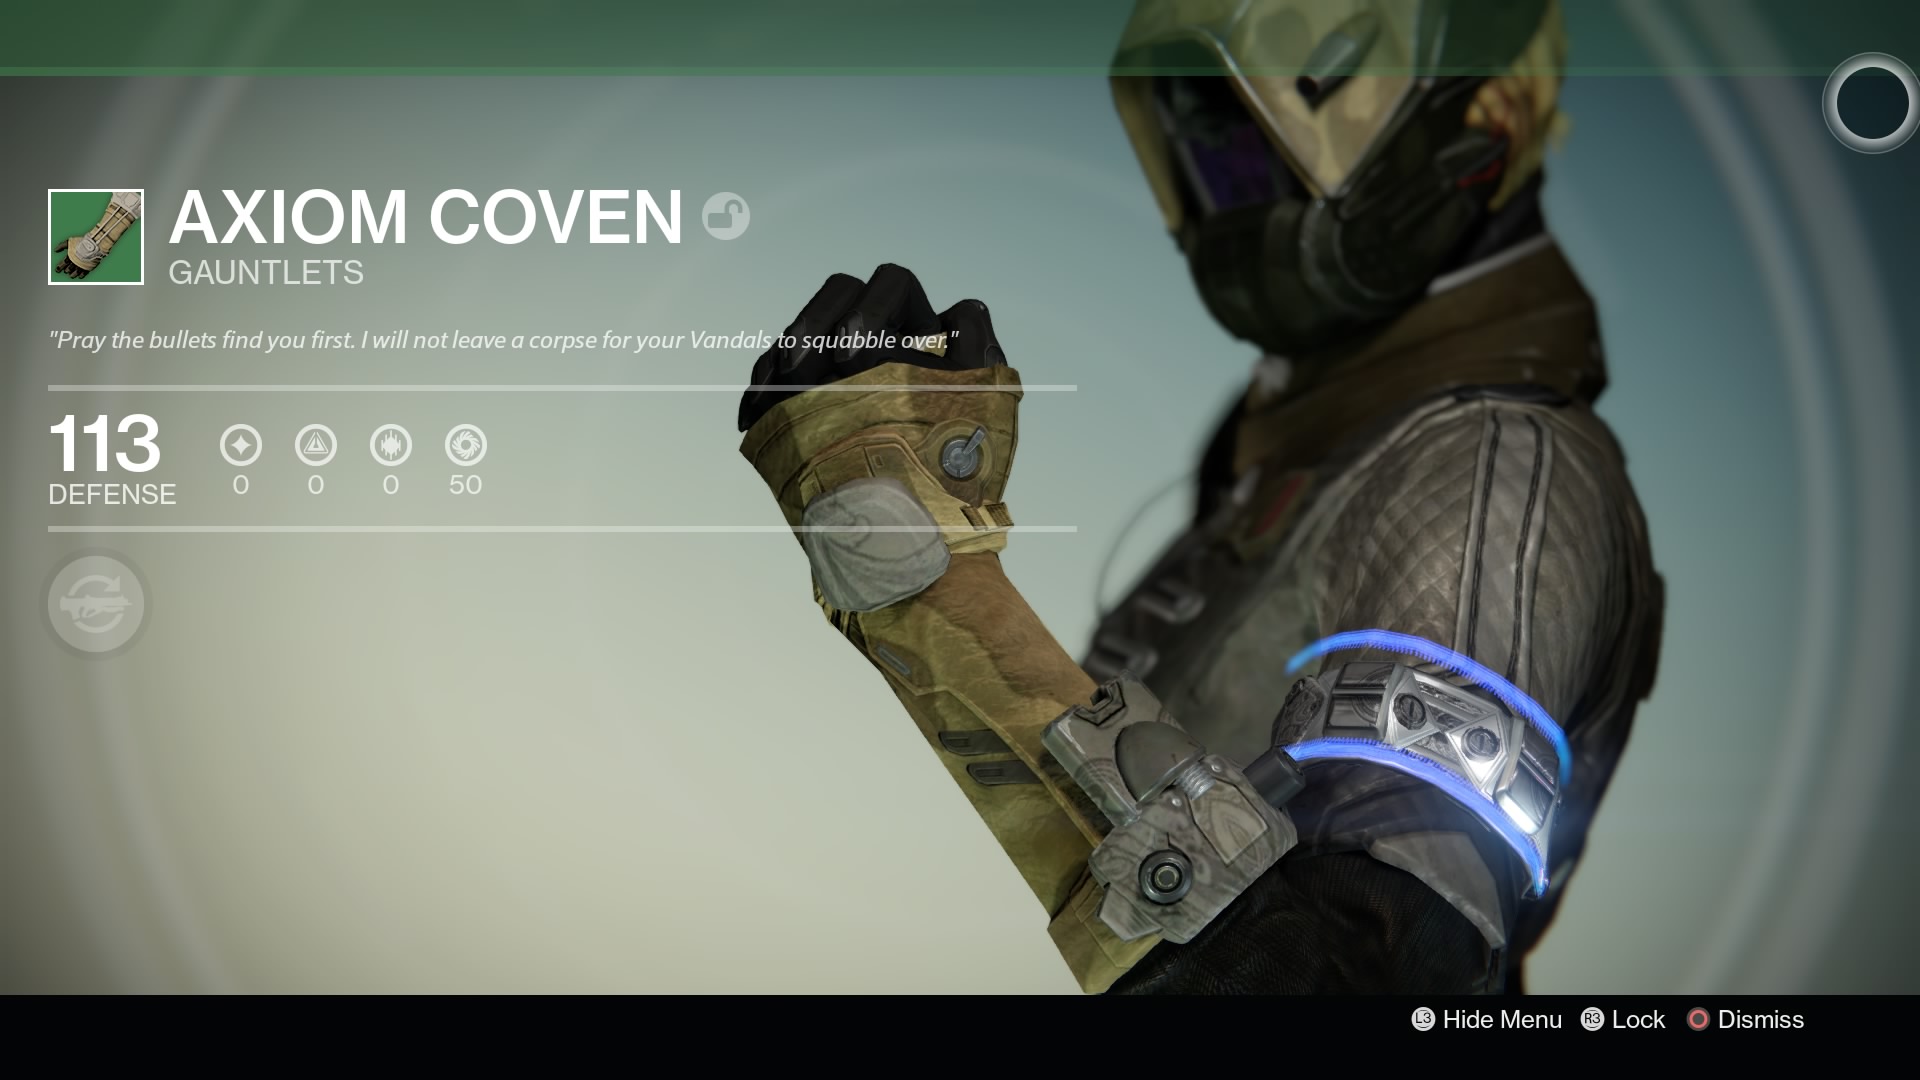 AXIOM COVEN
GAUNTLETS
"Pray the bullets find you first. I will not leave a corpse for your Vandals to squabble over."
113
DEFENSE
0 0 0 50
L3 Hide Menu R3 Lock Dismiss